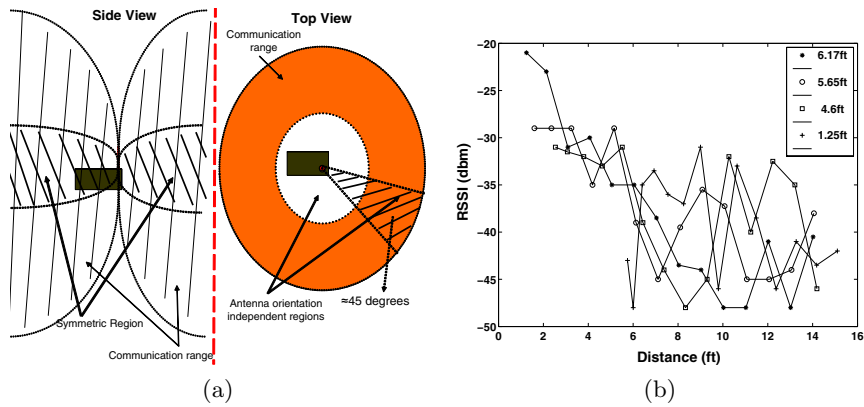 Side View
Top View
Communication
range
Symmetric Region
Communication range
Antenna orientation
independent regions
≈45 degrees
(a)
−20
−25
−30
−35
−40
−45
−50
RSSI (dbm)
0
2
4
6
8
10
12
14
16
Distance (ft)
6.17ft
5.65ft
4.6ft
1.25ft
(b)